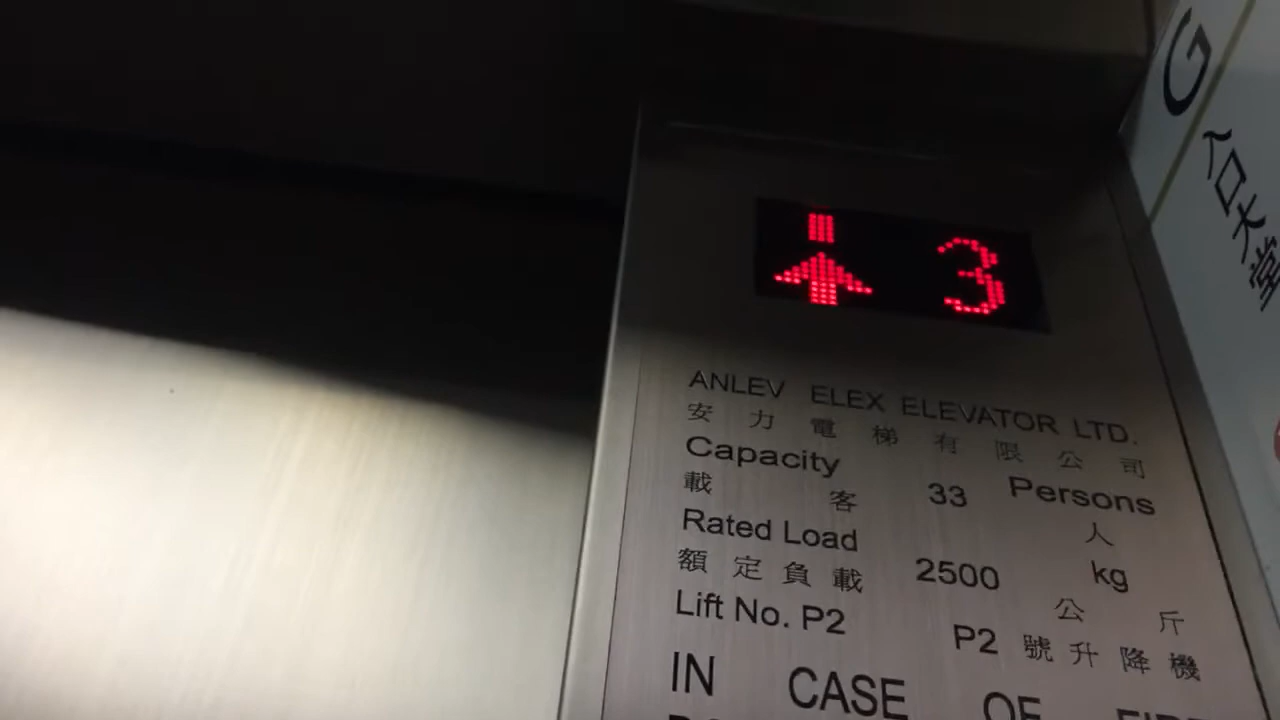 3
ANLEV ELEX ELEVATOR LTD.
安力電梯有限公司
Capacity 33 Persons
載客 人
Rated Load 2500 kg
額定負載 公斤
Lift No. P2 P2 號升降機
IN CASE OF
G
大堂